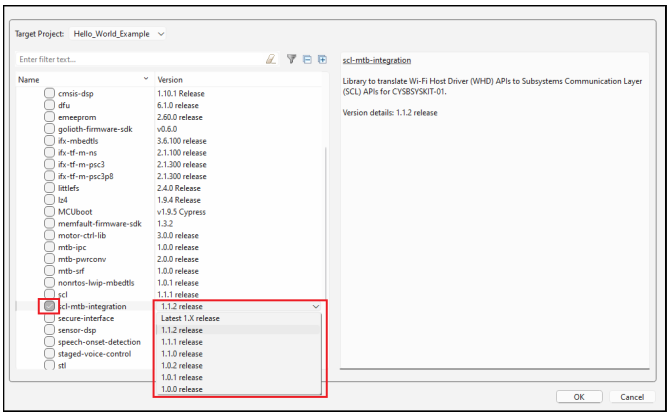 Target Project: Hello_World_Example
Enter filter text...
Name Version
cmsis-dsp 1.10.1 Release
dfu 6.1.0 release
emeeprom 2.60.0 release
golioth-firmware-sdk v0.6.0
ifx-mbedtls 3.6.100 release
ifx-tf-m-ns 2.1.100 release
ifx-tf-m-psc3 2.1.300 release
ifx-tf-m-psc3p8 2.1.300 release
littlefs 2.4.0 Release
lz4 1.9.4 Release
MCUboot v1.9.5 Cypress
memfault-firmware-sdk 1.3.2
motor-ctrl-lib 3.0.0 release
mtb-ipc 1.0.0 release
mtb-pwrconv 2.0.0 release
mtb-srf 1.0.0 release
nonrtos-lwip-mbedtls 1.0.1 release
scl 1.1.1 release
scl-mtb-integration 1.1.2 release
secure-interface Latest 1.X release
sensor-dsp 1.1.2 release
speech-onset-detection 1.1.1 release
staged-voice-control 1.1.0 release
stl 1.0.2 release
1.0.1 release
1.0.0 release
scl-mtb-integration
Library to translate Wi-Fi Host Driver (WHD) APIs to Subsystems Communication Layer
(SCL) APIs for CYSBSYSKIT-01.
Version details: 1.1.2 release
OK Cancel